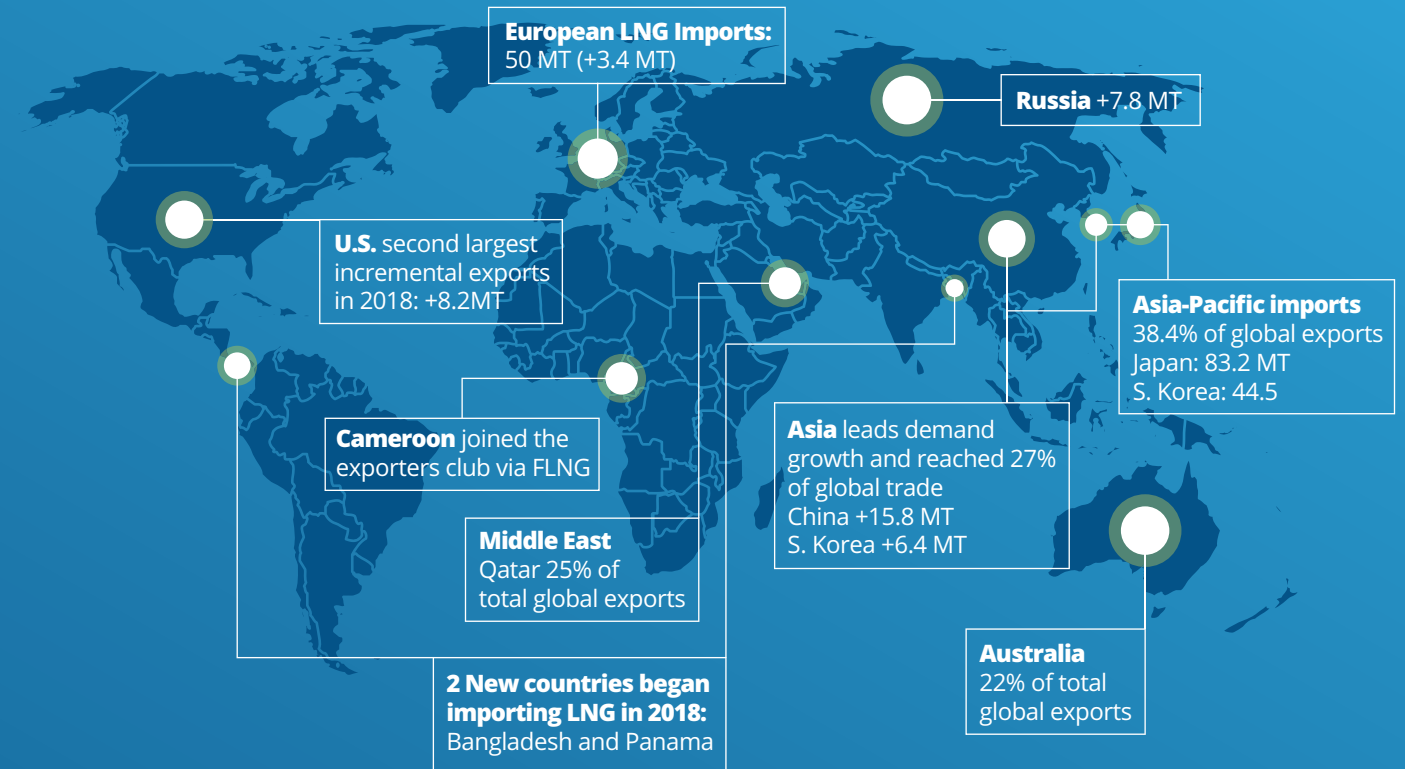 European LNG Imports:
50 MT (+3.4 MT)
Russia +7.8 MT
U.S. second largest
incremental exports
in 2018: +8.2MT
Asia-Pacific imports
38.4% of global exports
Japan: 83.2 MT
S. Korea: 44.5
Cameroon joined the
exporters club via FLNG
Asia leads demand
growth and reached 27%
of global trade
China +15.8 MT
S. Korea +6.4 MT
Middle East
Qatar 25% of
total global exports
Australia
22% of total
global exports
2 New countries began
importing LNG in 2018:
Bangladesh and Panama